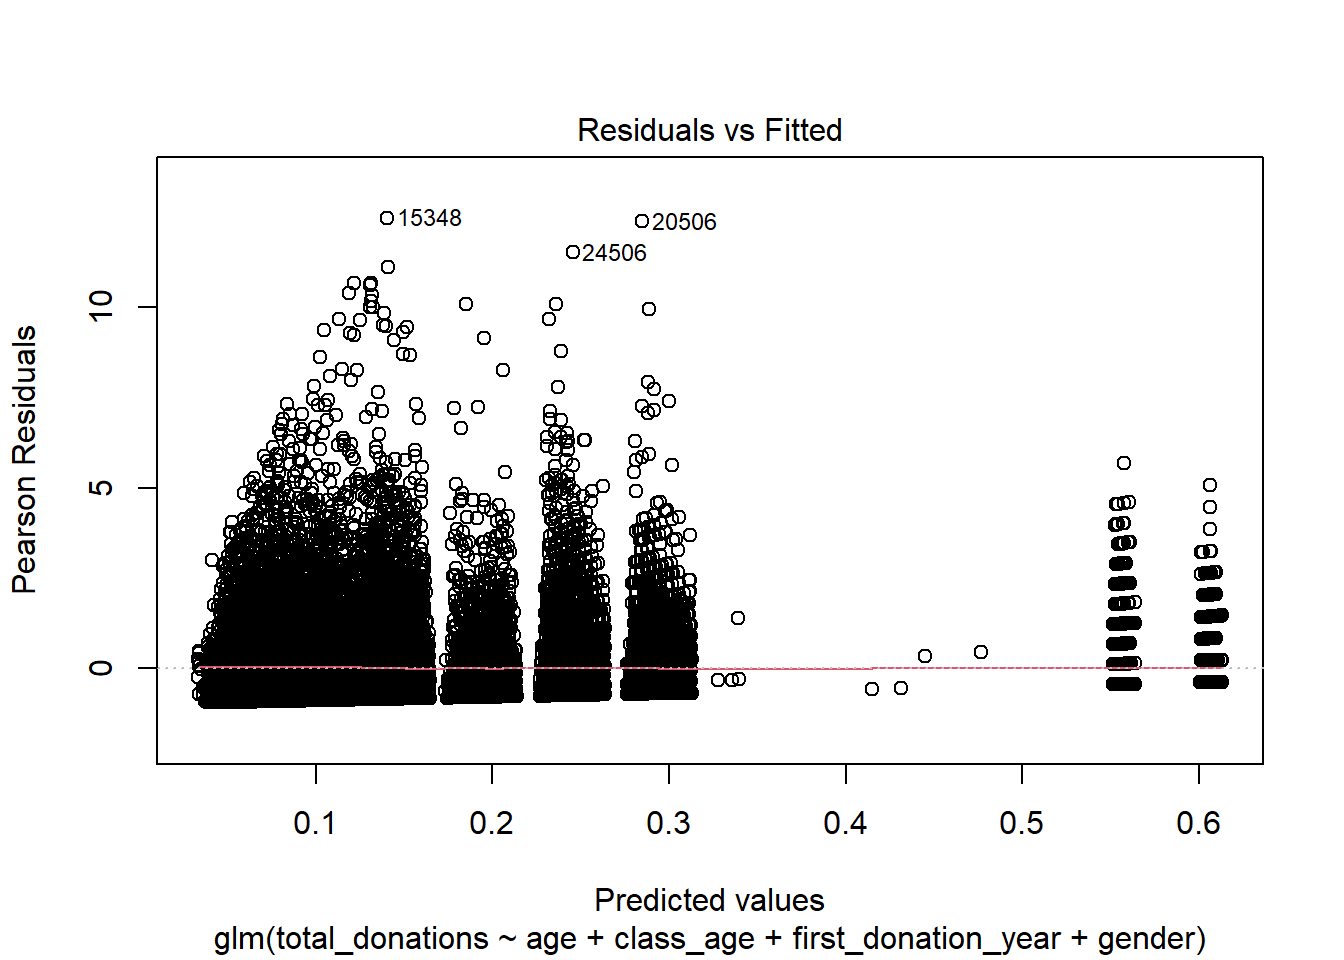 Residuals vs Fitted
15348
20506
24506
10
5
0
Pearson Residuals
0.1 0.2 0.3 0.4 0.5 0.6
Predicted values
glm(total_donations ~ age + class_age + first_donation_year + gender)